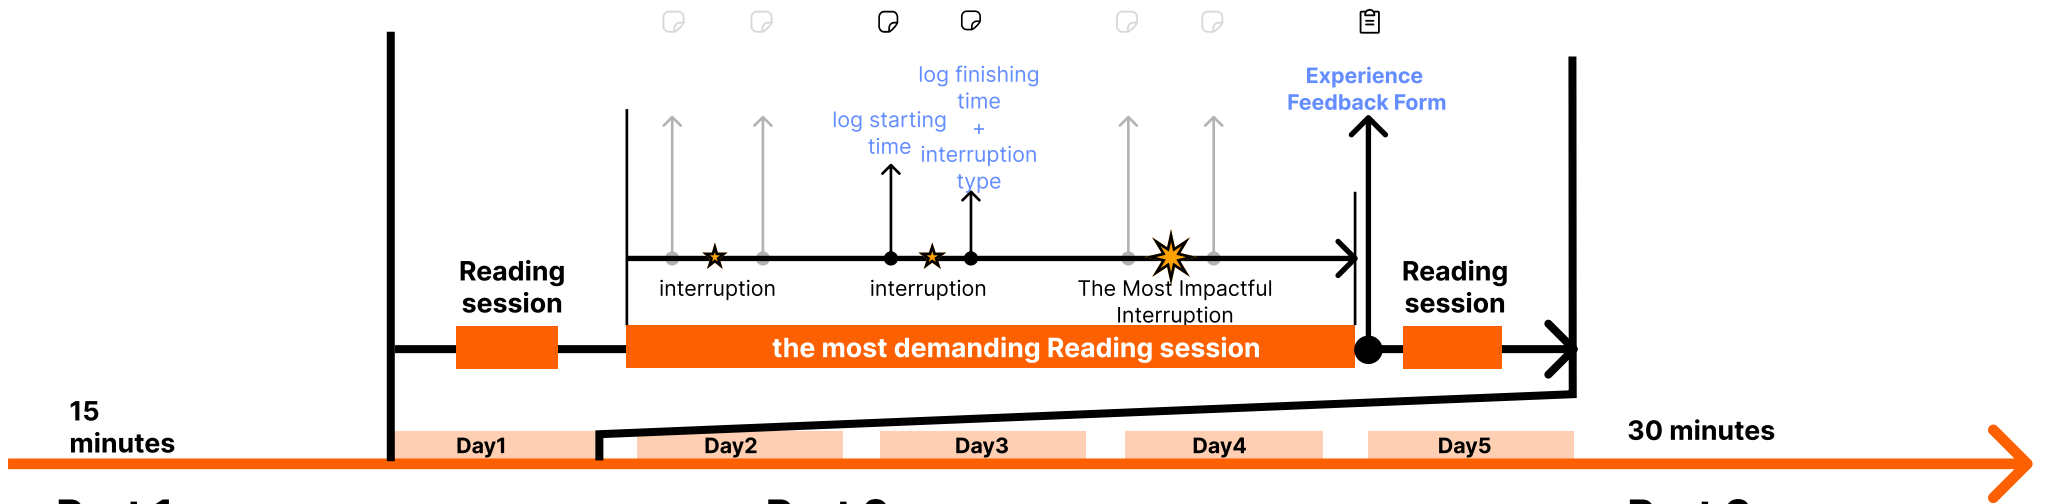 Experience
Feedback Form
log finishing
time
+
interruption
type
log starting
time
Reading
session
interruption
interruption
The Most Impactful
Interruption
Reading
session
the most demanding Reading session
15
minutes
Day1
Day2
Day3
Day4
Day5
30 minutes